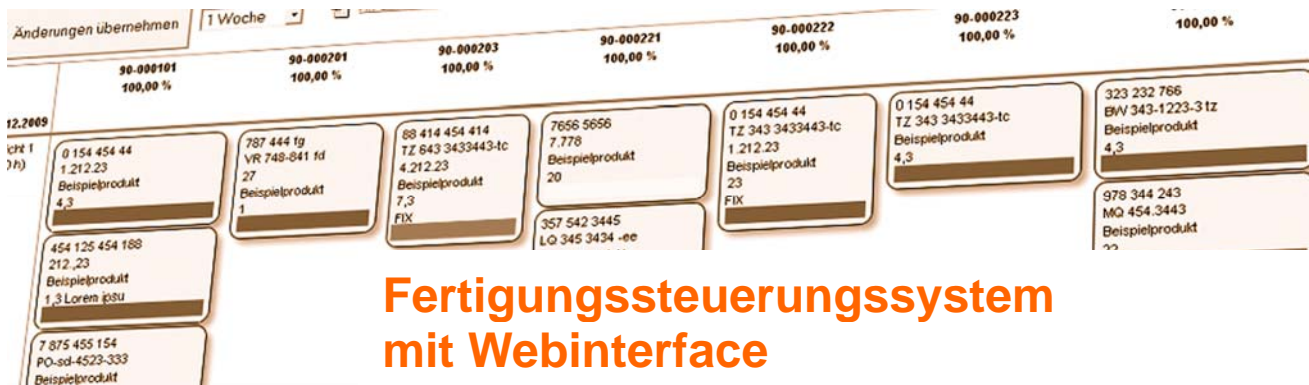 Änderungen übernehmen
1 Woche
90-000101
100,00 %
90-000201
100,00 %
90-000203
100,00 %
90-000221
100,00 %
90-000222
100,00 %
90-000223
100,00 %
100,00 %
12.2009
0 154 454 44
1.212.23
Beispielprodukt
4,3
454 125 454 188
212.,23
Beispielprodukt
1,3 Lorem ipsu
7 875 455 154
PO-sd-4523-333
Beispielprodukt
787 444 fg
VR 748-841 fd
27
Beispielprodukt
1
88 414 454 414
TZ 643 3433443-tc
4.212.23
Beispielprodukt
7,3
FIX
7656 5656
7.778
Beispielprodukt
20
357 542 3445
LQ 345 3434 -ee
0 154 454 44
TZ 343 3433443-tc
1.212.23
Beispielprodukt
23
FIX
0 154 454 44
TZ 343 3433443-tc
Beispielprodukt
4,3
323 232 766
BW 343-1223-3 tz
Beispielprodukt
4,3
978 344 243
MQ 454.3443
Beispielprodukt
Fertigungssteuerungssystem
mit Webinterface